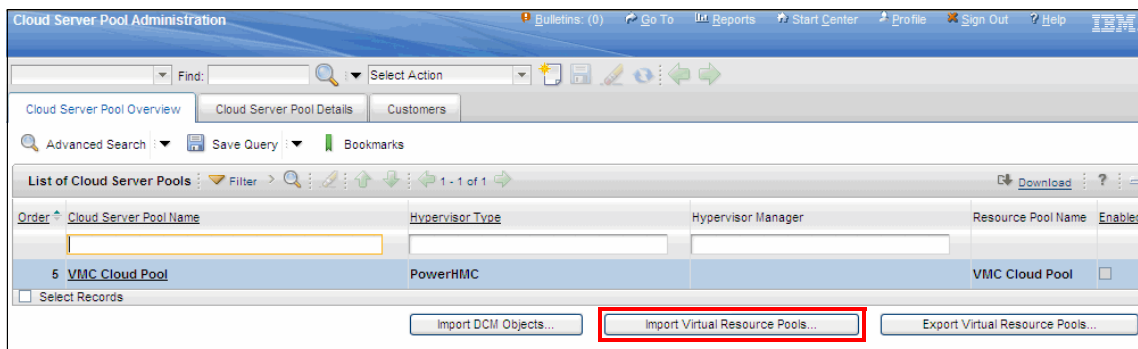 Cloud Server Pool Administration Bulletins: (0) Go To Reports Start Center Profile Sign Out Help IBM
Find: Select Action
Cloud Server Pool Overview Cloud Server Pool Details Customers
Advanced Search Save Query Bookmarks
List of Cloud Server Pools Filter 1 - 1 of 1 Download ?
Order Cloud Server Pool Name Hypervisor Type Hypervisor Manager Resource Pool Name Enabled
5 VMC Cloud Pool PowerHMC VMC Cloud Pool
Select Records
Import DCM Objects... Import Virtual Resource Pools... Export Virtual Resource Pools...